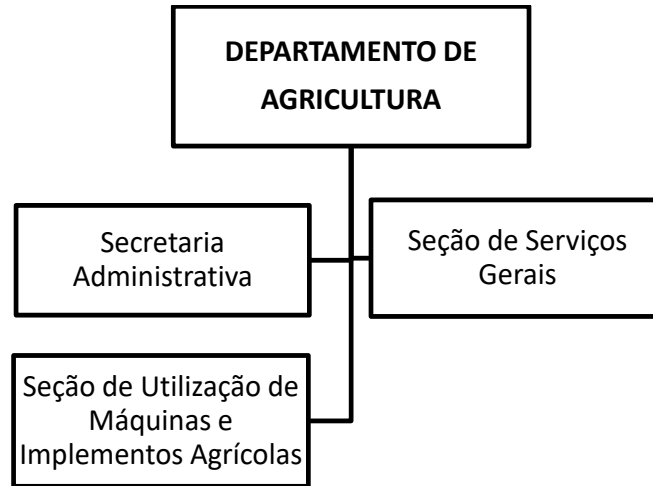 DEPARTAMENTO DE
AGRICULTURA
Secretaria
Administrativa
Seção de Serviços
Gerais
Seção de Utilização de
Máquinas e
Implementos Agrícolas